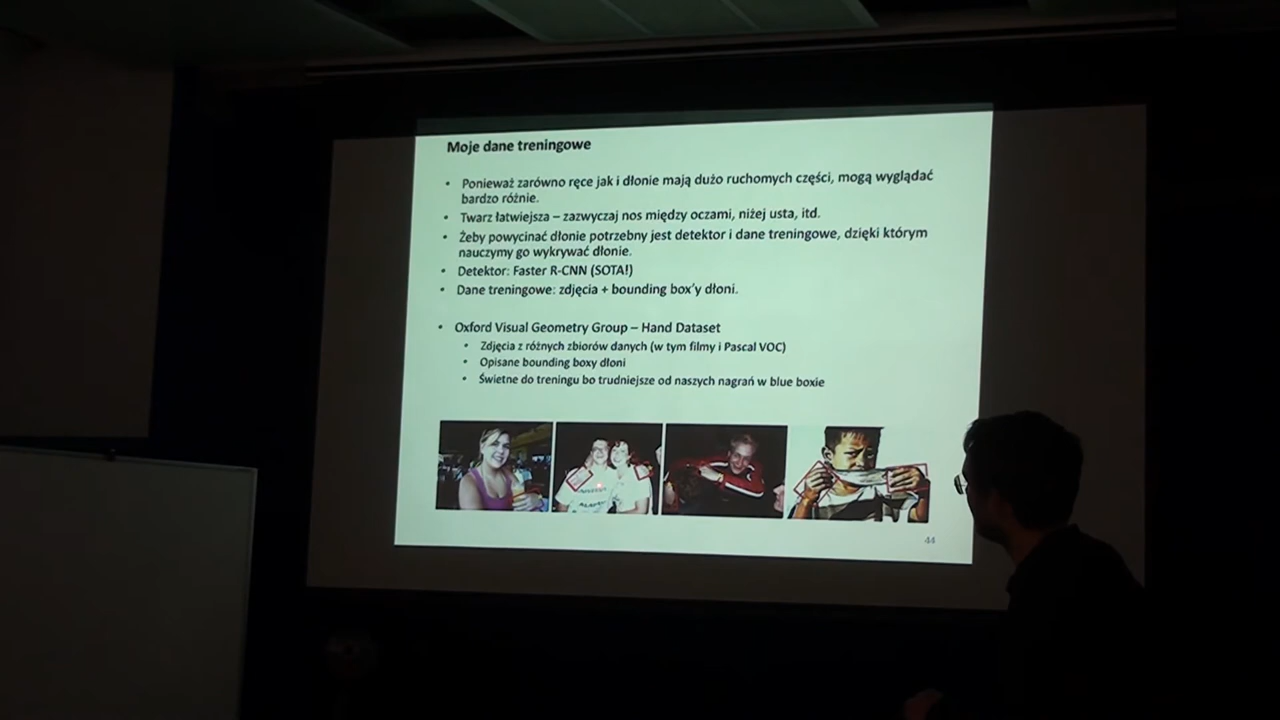 Moje dane treningowe
• Ponieważ zarówno ręce jak i dłonie mają dużo ruchomych części, mogą wyglądać
bardzo różnie.
• Twarz łatwiejsza – zazwyczaj nos między oczami, niżej usta, itd.
• Żeby powycinać dłonie potrzebny jest detektor i dane treningowe, dzięki którym
nauczymy go wykrywać dłonie.
• Detektor: Faster R-CNN (SOTA!)
• Dane treningowe: zdjęcia + bounding box'y dłoni.
• Oxford Visual Geometry Group – Hand Dataset
• Zdjęcia z różnych zbiorów danych (w tym filmy i Pascal VOC)
• Opisane bounding boxy dłoni
• Świetne do treningu bo trudniejsze od naszych nagrań w blue boxie
44